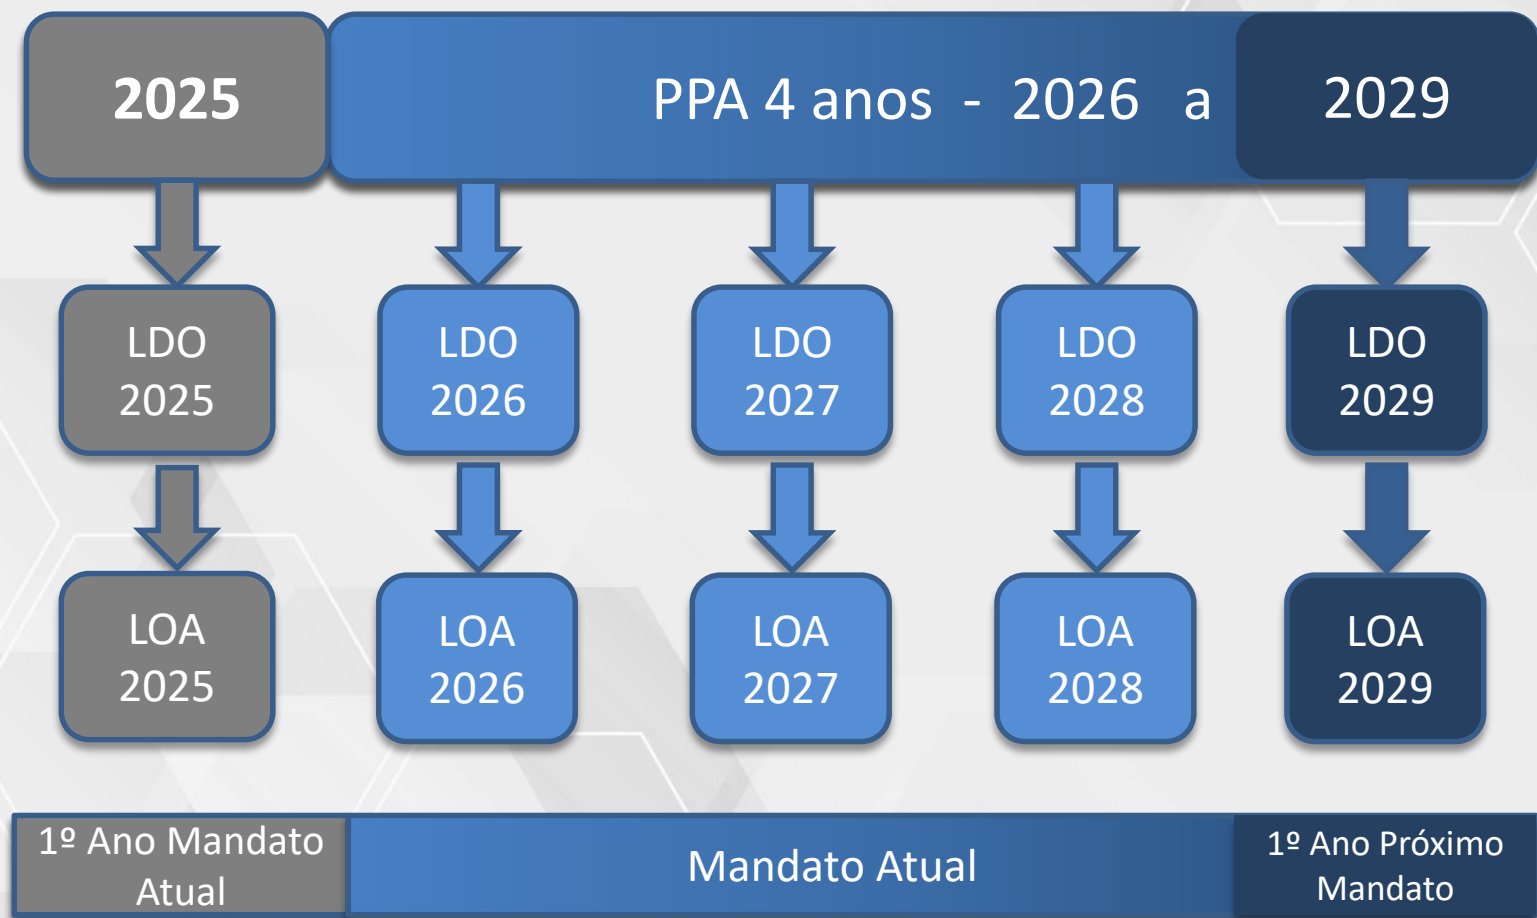 2025
PPA 4 anos - 2026 a 2029
LDO
2025
LDO
2026
LDO
2027
LDO
2028
LDO
2029
LOA
2025
LOA
2026
LOA
2027
LOA
2028
LOA
2029
1º Ano Mandato
Atual
Mandato Atual
1º Ano Próximo
Mandato